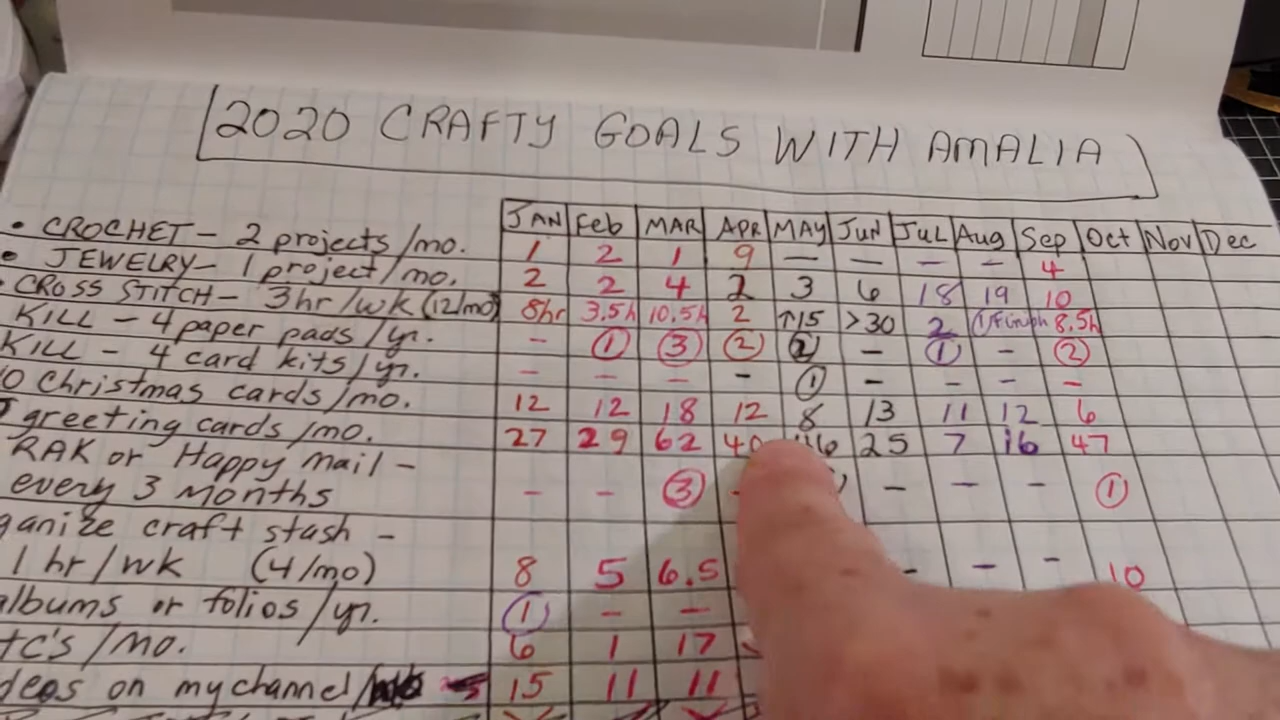 2020 CRAFTY GOALS WITH AMALIA
JAN Feb MAR APR MAY Jun Jul Aug Sep Oct Nov Dec
• CROCHET - 2 projects /mo. 1 2 1 9 — — — — 4
• JEWELRY - 1 project /mo. 2 2 4 2 3 6 18 19 10
CROSS STITCH - 3hr /wk (12/mo) 8hr 3.5h 10.5h 2 ↑15 >30 2 8.5h
KILL - 4 paper pads /yr. - 1 3 2 2 - 1 - 2
KILL - 4 card kits /yr. - - - - 1 - - - -
Christmas cards /mo. 12 12 18 12 8 13 11 12 6
greeting cards /mo. 27 29 62 40 25 7 16 47
RAK or Happy Mail -
every 3 months - - 3 - - - - 1
craft stash -
1 hr /wk (4/mo) 8 5 6.5 - - - 10
albums or folios /yr. 1 - -
/mo. 6 1 17
on my channel 15 11 11